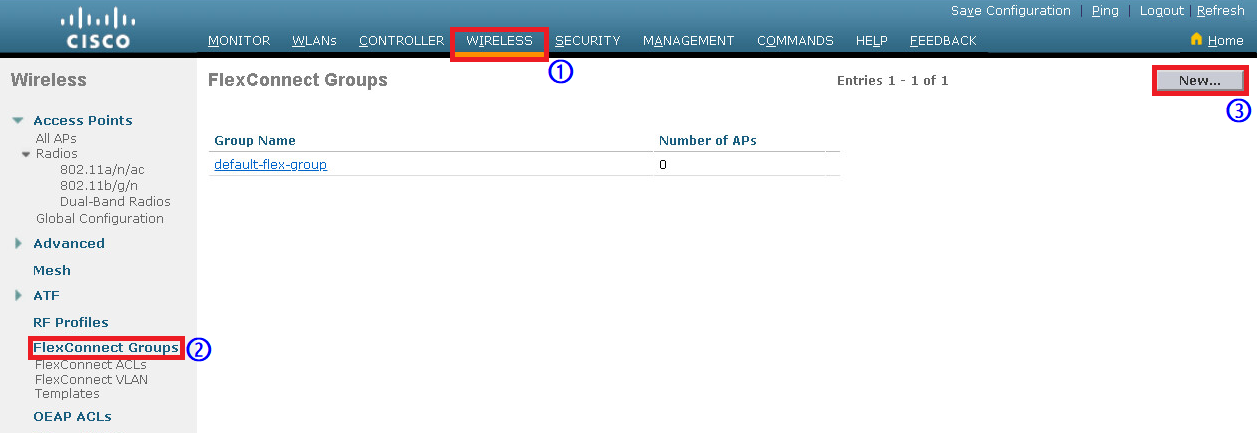 Save Configuration | Ping | Logout | Refresh
CISCO
MONITOR WLANs CONTROLLER WIRELESS SECURITY MANAGEMENT COMMANDS HELP FEEDBACK Home
①
Wireless
FlexConnect Groups
Entries 1 - 1 of 1
New...
③
Access Points
All APs
Radios
802.11a/n/ac
802.11b/g/n
Dual-Band Radios
Global Configuration
Advanced
Mesh
ATF
RF Profiles
FlexConnect Groups ②
FlexConnect ACLs
FlexConnect VLAN
Templates
OEAP ACLs
Group Name Number of APs
default-flex-group 0